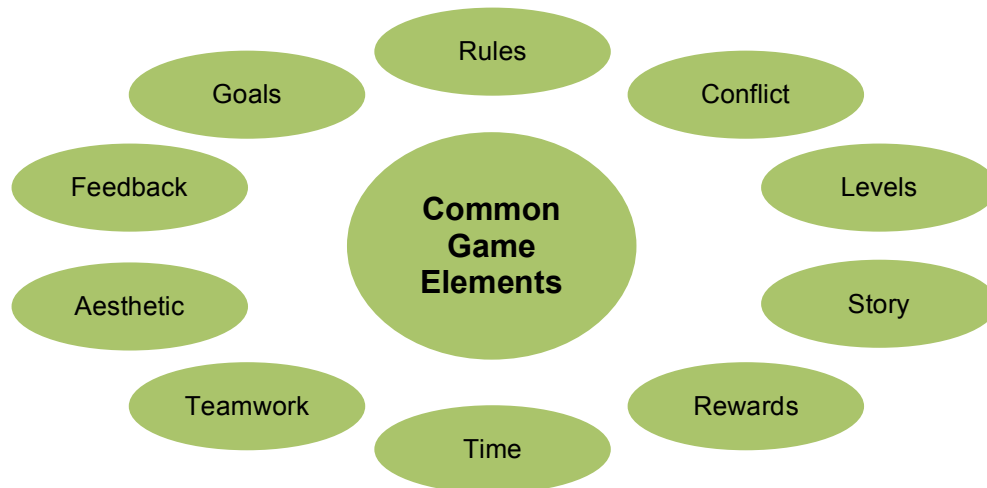 Rules
Goals
Conflict
Feedback
Levels
Common
Game
Elements
Aesthetic
Story
Teamwork
Rewards
Time